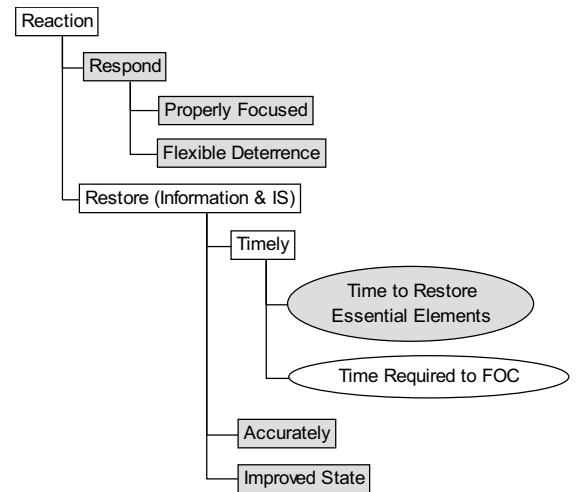 Reaction
Respond
Properly Focused
Flexible Deterrence
Restore (Information & IS)
Timely
Time to Restore
Essential Elements
Time Required to FOC
Accurately
Improved State